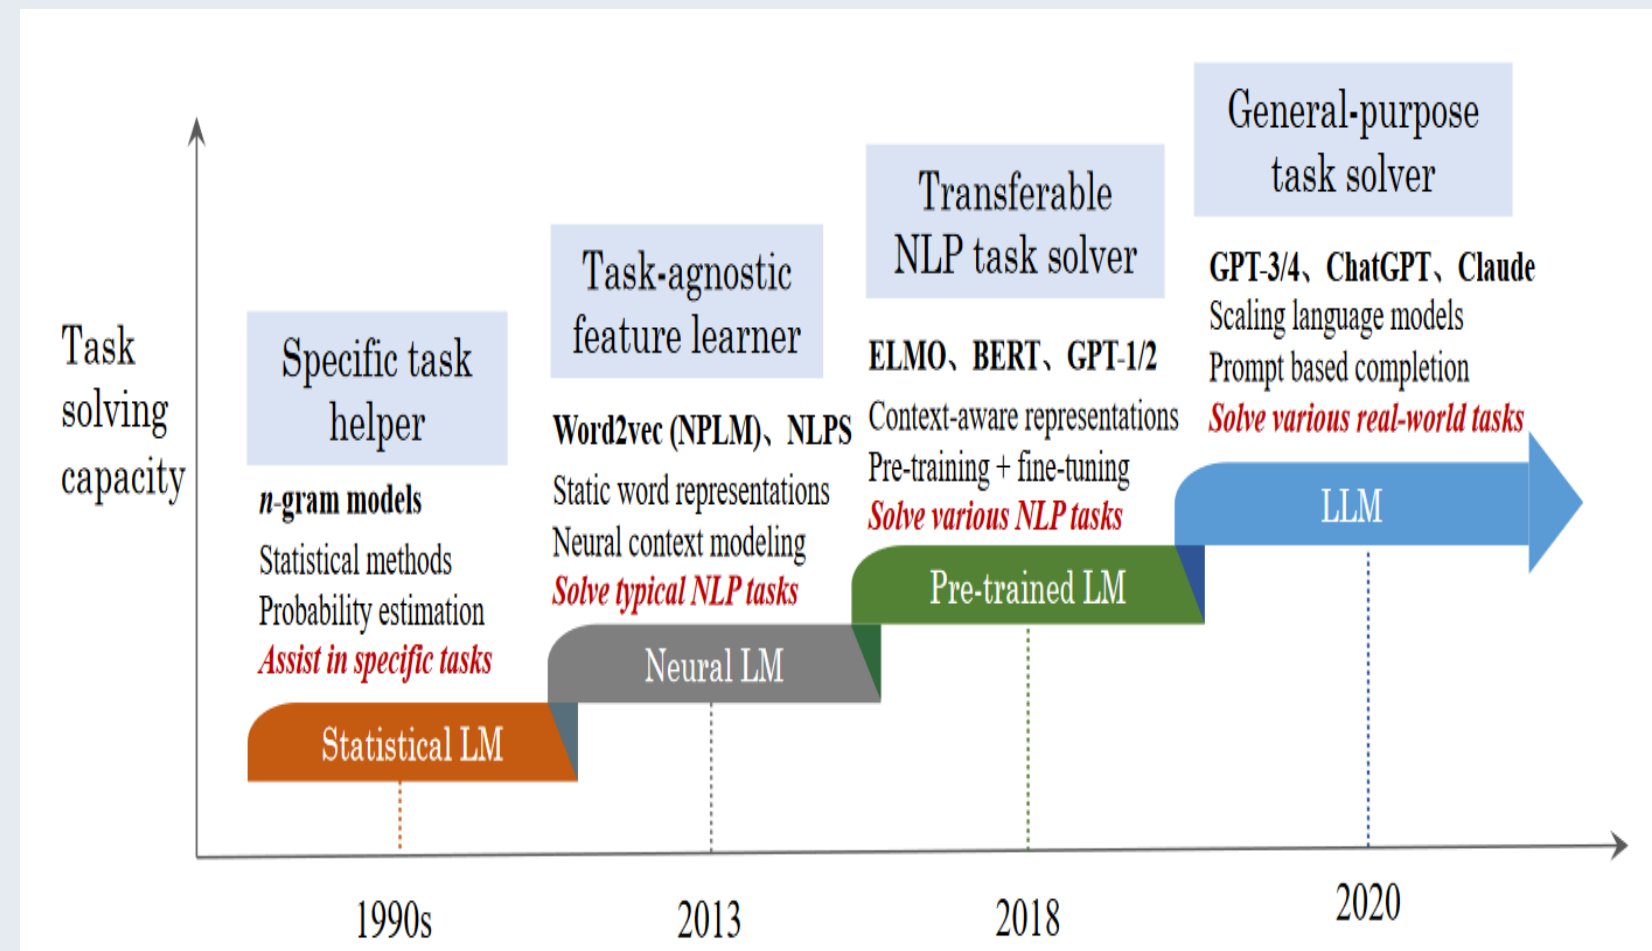 Task
solving
capacity
Specific task
helper
n-gram models
Statistical methods
Probability estimation
Assist in specific tasks
Statistical LM
1990s
Task-agnostic
feature learner
Word2vec (NPLM)、NLPS
Static word representations
Neural context modeling
Solve typical NLP tasks
Neural LM
2013
Transferable
NLP task solver
ELMO、BERT、GPT-1/2
Context-aware representations
Pre-training + fine-tuning
Solve various NLP tasks
Pre-trained LM
2018
General-purpose
task solver
GPT-3/4、ChatGPT、Claude
Scaling language models
Prompt based completion
Solve various real-world tasks
LLM
2020